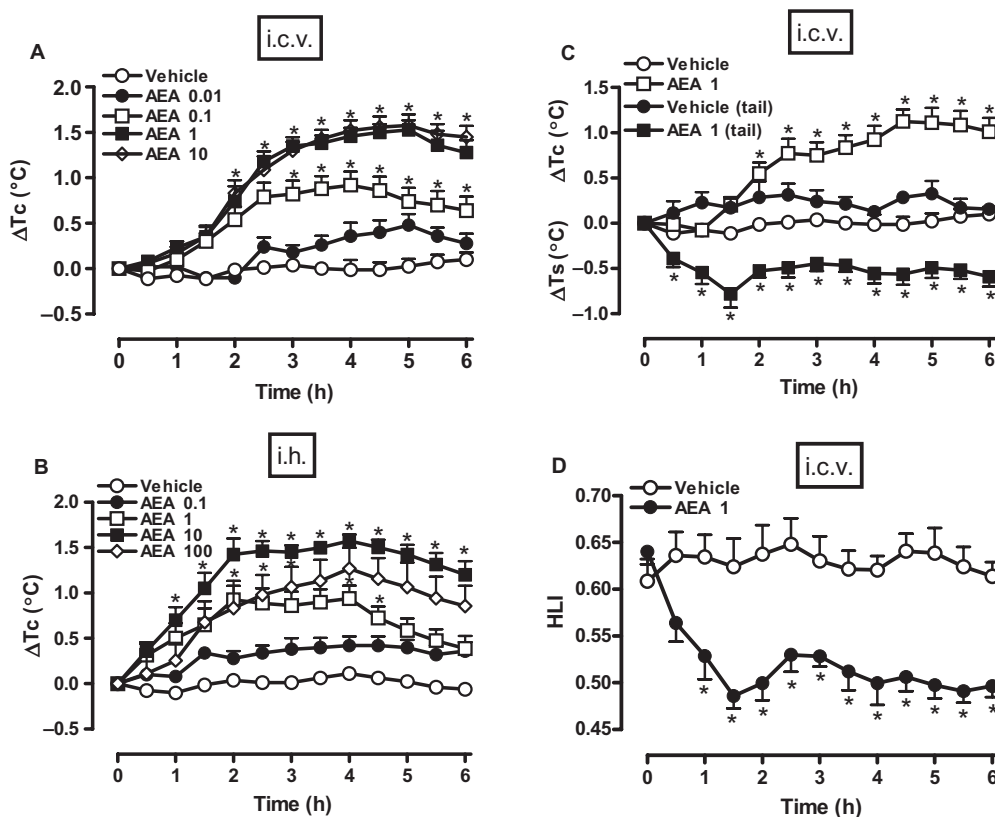 i.c.v.
A
Vehicle
AEA 0.01
AEA 0.1
AEA 1
AEA 10
ΔTc (°C)
2.0
1.5
1.0
0.5
0.0
–0.5
* * * * * * * * *
* * * * * * * *
0 1 2 3 4 5 6
Time (h)
i.h.
B
Vehicle
AEA 0.1
AEA 1
AEA 10
AEA 100
ΔTc (°C)
2.0
1.5
1.0
0.5
0.0
–0.5
0 1 2 3 4 5 6
Time (h)
i.c.v.
C
Vehicle
AEA 1
Vehicle (tail)
AEA 1 (tail)
ΔTc (°C)
ΔTs (°C)
1.5
1.0
0.5
0.0
–0.5
–1.0
* * * * * * * * *
* * * * * * * * * * * *
0 1 2 3 4 5 6
Time (h)
i.c.v.
D
Vehicle
AEA 1
HLI
0.70
0.65
0.60
0.55
0.50
0.45
* * * * * * * * * * *
0 1 2 3 4 5 6
Time (h)